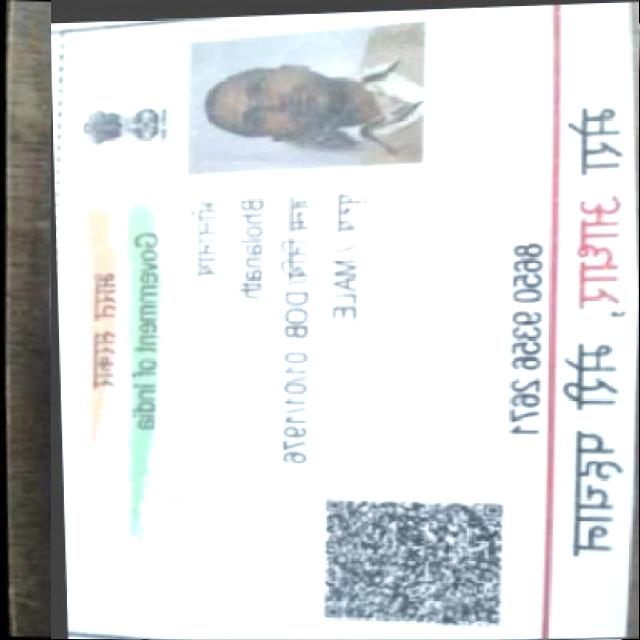 भारत सरकार
Government of India
भोलानाथ
Bholanath
जन्म तिथि / DOB 01/01/1976
पुरुष / MALE
8650 9356 2671
मेरा आधार, मेरी पहचान